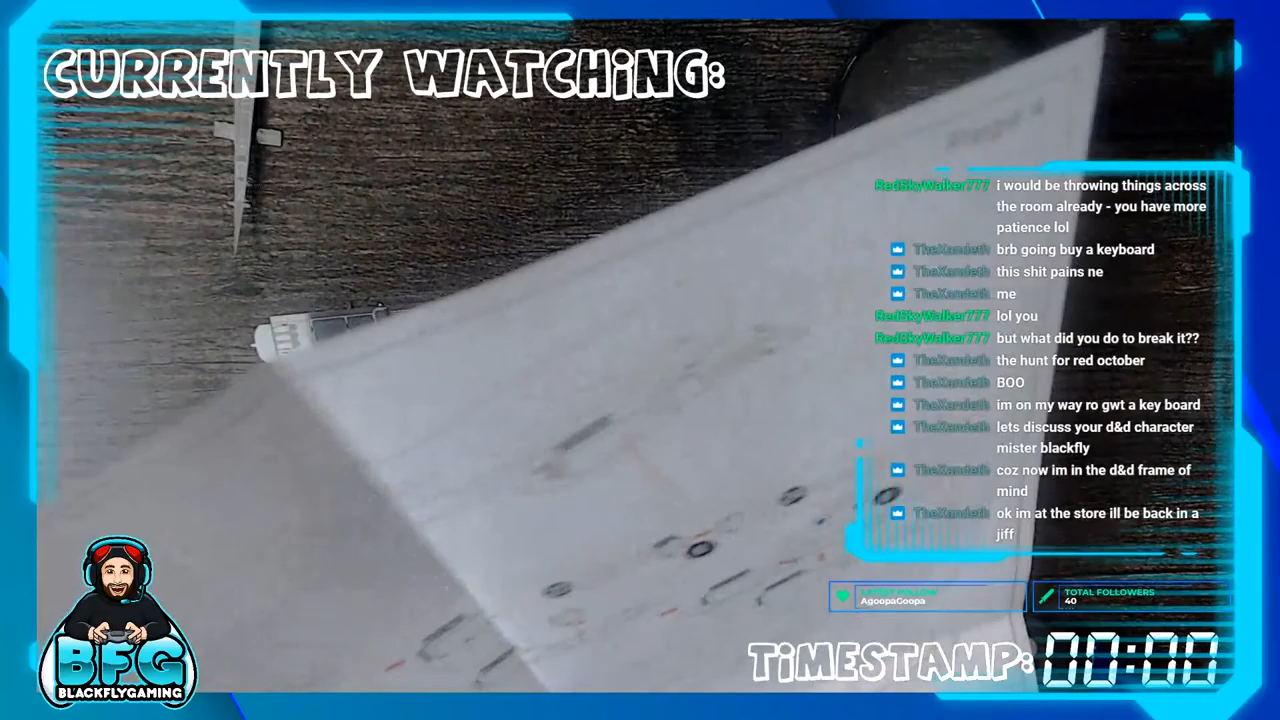 CURRENTLY WATCHING:
RedSkyWalker777 i would be throwing things across
the room already - you have more
patience lol
TheXandeth brb going buy a keyboard
TheXandeth this shit pains ne
TheXandeth me
RedSkyWalker777 lol you
RedSkyWalker777 but what did you do to break it??
TheXandeth the hunt for red october
TheXandeth BOO
TheXandeth im on my way ro gwt a key board
TheXandeth lets discuss your d&d character
mister blackfly
TheXandeth coz now im in the d&d frame of
mind
TheXandeth ok im at the store ill be back in a
jiff
LATEST FOLLOW
AgoopaGoopa
TOTAL FOLLOWERS
40
TIMESTAMP: 00:00
BFG
BLACKFLYGAMING